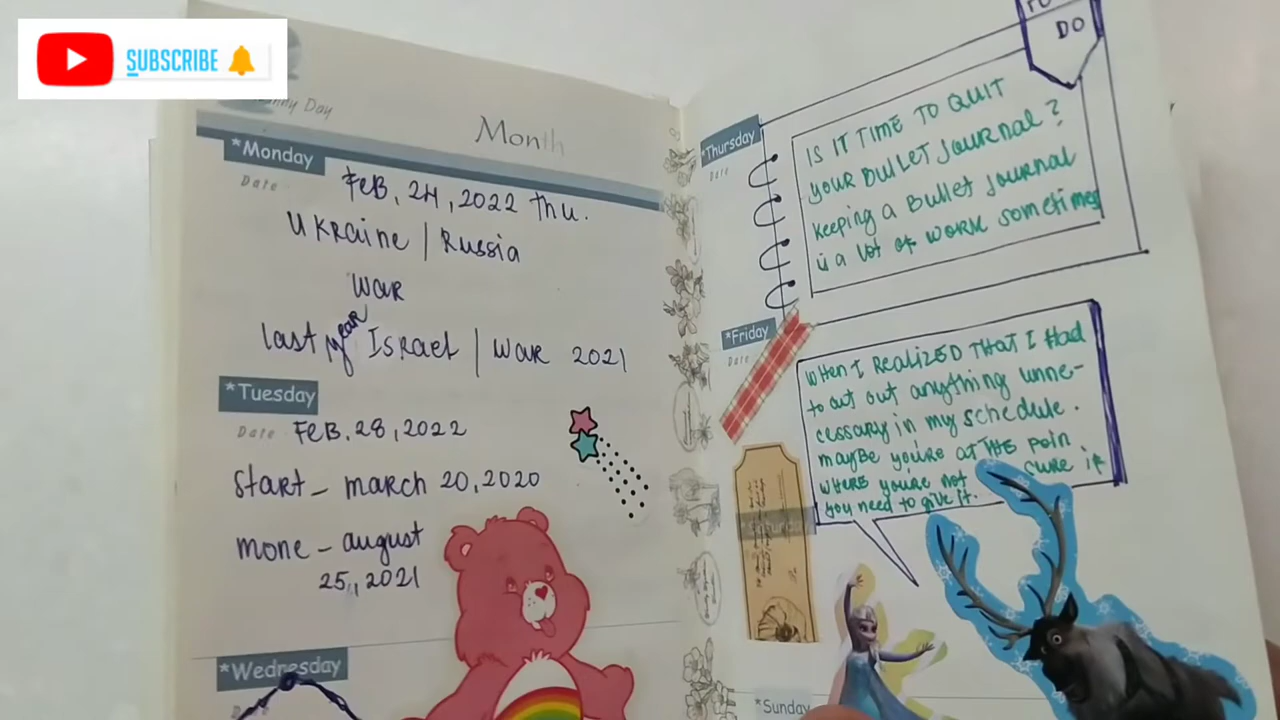 SUBSCRIBE
Sunny Day
Month
*Monday
Date
FEB. 24, 2022 Thu.
Ukraine / Russia
War
last year Israel / War 2021
*Tuesday
Date FEB. 28, 2022
Start - march 20, 2020
mone - august
25, 2021
*Wednesday
TO
DO
*Thursday
Date
IS IT TIME TO QUIT
your BULLET JOURNAL?
keeping a Bullet Journal
is a lot of work sometimes
*Friday
Date
WHEN I REALIZED THAT I HAD
to cut out anything unne-
cessary in my schedule.
maybe you're AT THE POIN
WHERE you're not cure if
you need to give it.
*Sunday